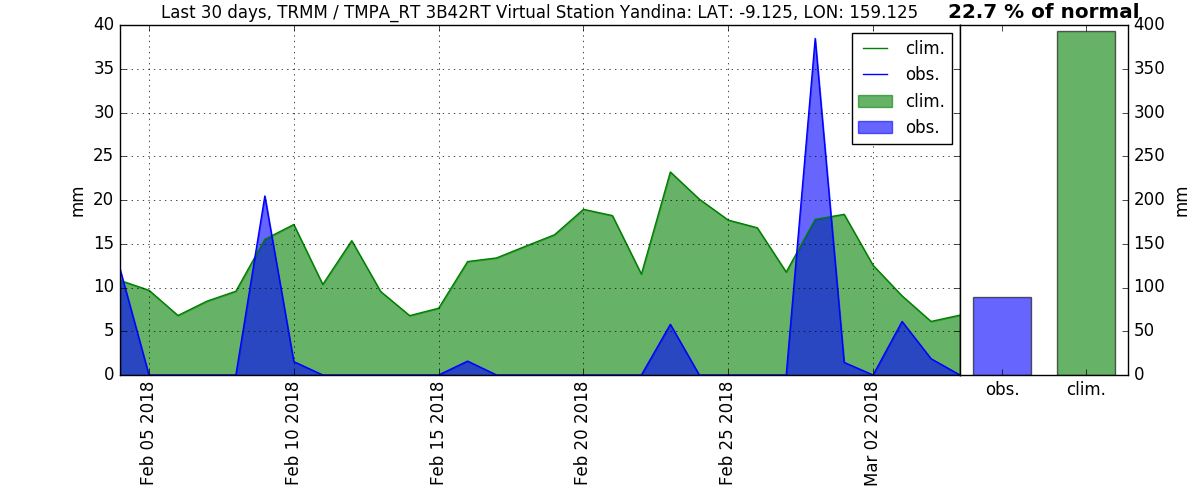 Last 30 days, TRMM / TMPA_RT 3B42RT Virtual Station Yandina: LAT: -9.125, LON: 159.125
22.7 % of normal
40
35
30
25
20
15
10
5
0
mm
clim.
obs.
clim.
obs.
400
350
300
250
200
150
100
50
0
mm
Feb 05 2018
Feb 10 2018
Feb 15 2018
Feb 20 2018
Feb 25 2018
Mar 02 2018
obs.
clim.